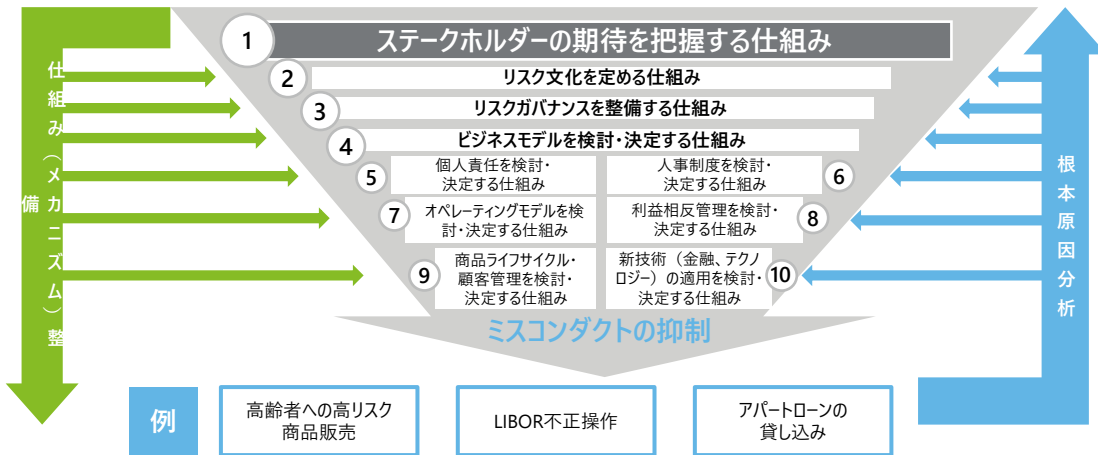 1
ステークホルダーの期待を把握する仕組み
2
リスク文化を定める仕組み
3
リスクガバナンスを整備する仕組み
4
ビジネスモデルを検討・決定する仕組み
5
個人責任を検討・
決定する仕組み
人事制度を検討・
決定する仕組み
6
7
オペレーティングモデルを検
討・決定する仕組み
利益相反管理を検討・
決定する仕組み
8
9
商品ライフサイクル・
顧客管理を検討・
決定する仕組み
新技術（金融、テクノ
ロジー）の適用を検討・
決定する仕組み
10
仕組み（メカニズム）整
備
根本原因分析
ミスコンダクトの抑制
例
高齢者への高リスク
商品販売
LIBOR不正操作
アパートローンの
貸し込み